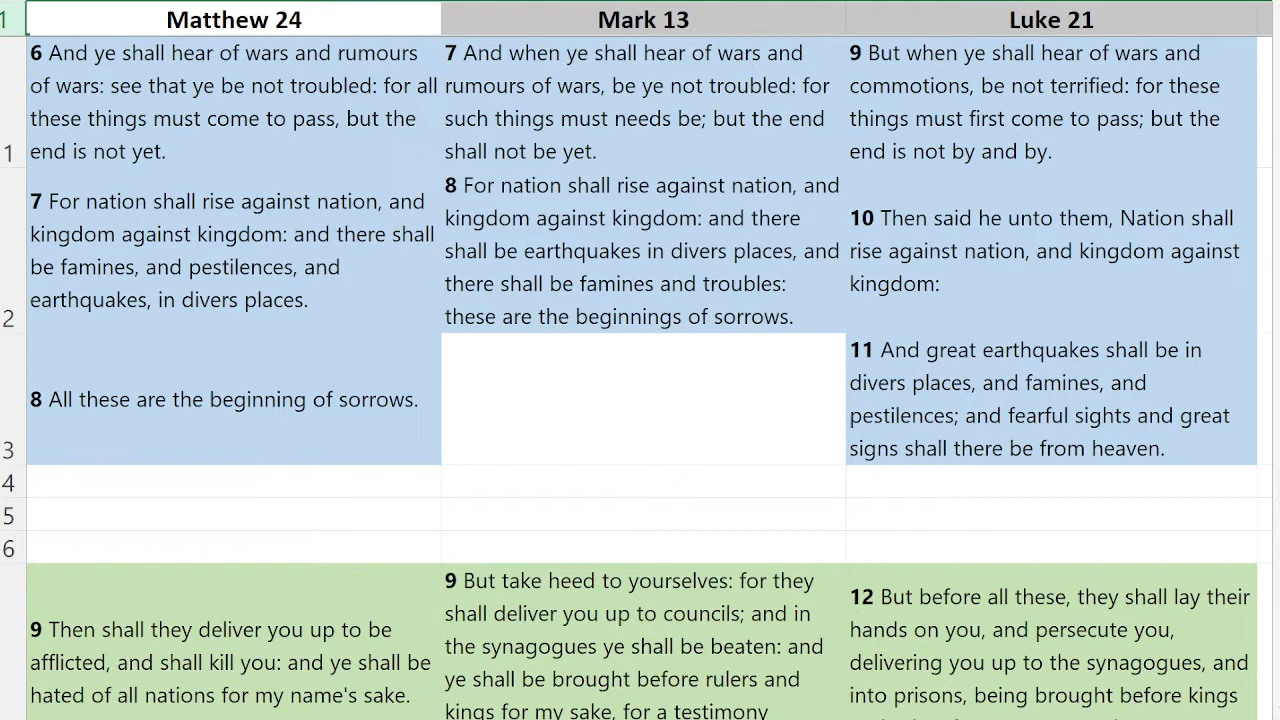 1
Matthew 24
Mark 13
Luke 21
6 And ye shall hear of wars and rumours
of wars: see that ye be not troubled: for all
these things must come to pass, but the
end is not yet.
7 And when ye shall hear of wars and
rumours of wars, be ye not troubled: for
such things must needs be; but the end
shall not be yet.
9 But when ye shall hear of wars and
commotions, be not terrified: for these
things must first come to pass; but the
end is not by and by.
1
7 For nation shall rise against nation, and
kingdom against kingdom: and there shall
be famines, and pestilences, and
earthquakes, in divers places.
8 For nation shall rise against nation, and
kingdom against kingdom: and there
shall be earthquakes in divers places, and
there shall be famines and troubles:
these are the beginnings of sorrows.
10 Then said he unto them, Nation shall
rise against nation, and kingdom against
kingdom:
2
8 All these are the beginning of sorrows.
11 And great earthquakes shall be in
divers places, and famines, and
pestilences; and fearful sights and great
signs shall there be from heaven.
3
4
5
6
9 Then shall they deliver you up to be
afflicted, and shall kill you: and ye shall be
hated of all nations for my name's sake.
9 But take heed to yourselves: for they
shall deliver you up to councils; and in
the synagogues ye shall be beaten: and
ye shall be brought before rulers and
kings for my sake, for a testimony
12 But before all these, they shall lay their
hands on you, and persecute you,
delivering you up to the synagogues, and
into prisons, being brought before kings